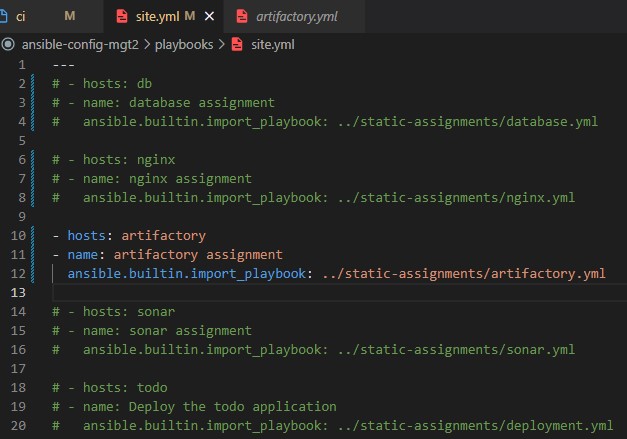 ci M site.yml M × artifactory.yml
ansible-config-mgt2 > playbooks > site.yml
1 ---
2 # - hosts: db
3 # - name: database assignment
4 #   ansible.builtin.import_playbook: ../static-assignments/database.yml
5
6 # - hosts: nginx
7 # - name: nginx assignment
8 #   ansible.builtin.import_playbook: ../static-assignments/nginx.yml
9
10 - hosts: artifactory
11 - name: artifactory assignment
12   ansible.builtin.import_playbook: ../static-assignments/artifactory.yml
13
14 # - hosts: sonar
15 # - name: sonar assignment
16 #   ansible.builtin.import_playbook: ../static-assignments/sonar.yml
17
18 # - hosts: todo
19 # - name: Deploy the todo application
20 #   ansible.builtin.import_playbook: ../static-assignments/deployment.yml